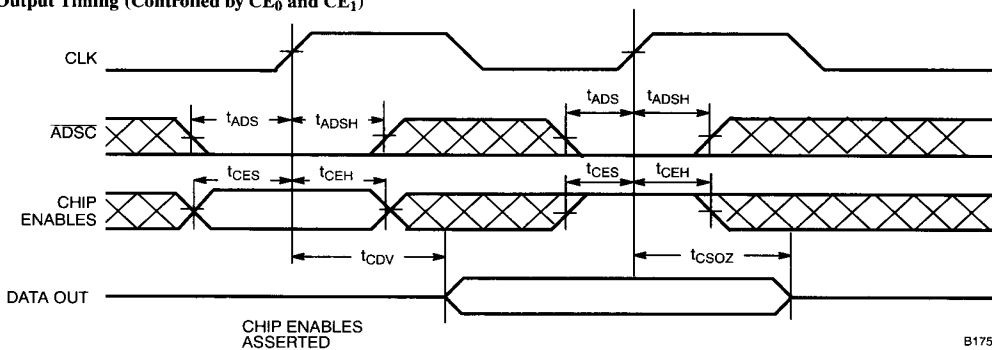 Output Timing (Controlled by CE0 and CE1)
CLK
tADS tADSH tADS tADSH
ADSC
tCES tCEH tCES tCEH
CHIP
ENABLES
tCDV tCSOZ
DATA OUT
CHIP ENABLES
ASSERTED
B175